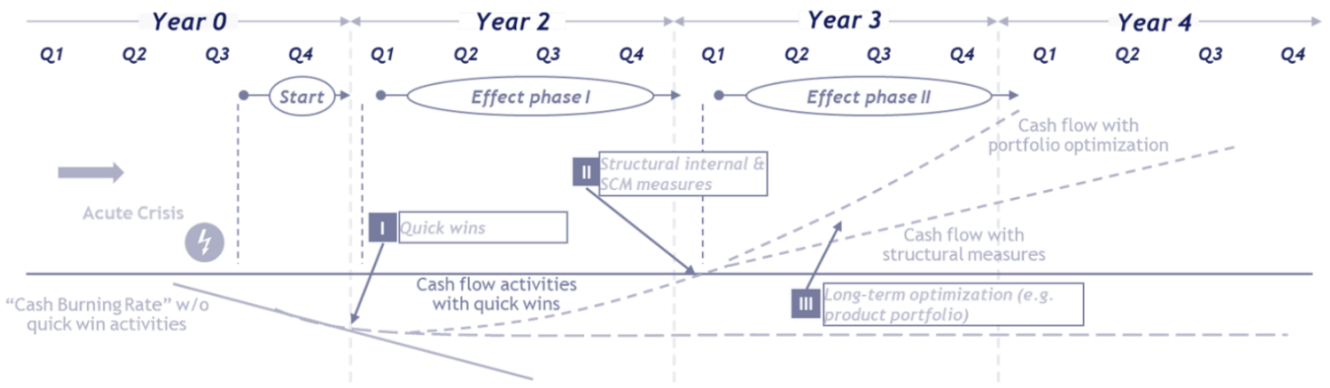 Year 0 Year 2 Year 3 Year 4
Q1 Q2 Q3 Q4 Q1 Q2 Q3 Q4 Q1 Q2 Q3 Q4 Q1 Q2 Q3 Q4
Start Effect phase I Effect phase II
Cash flow with
portfolio optimization
II Structural internal &
SCM measures
Acute Crisis
I Quick wins
Cash flow with
structural measures
Cash flow activities
with quick wins
"Cash Burning Rate" w/o
quick win activities
III Long-term optimization (e.g.
product portfolio)